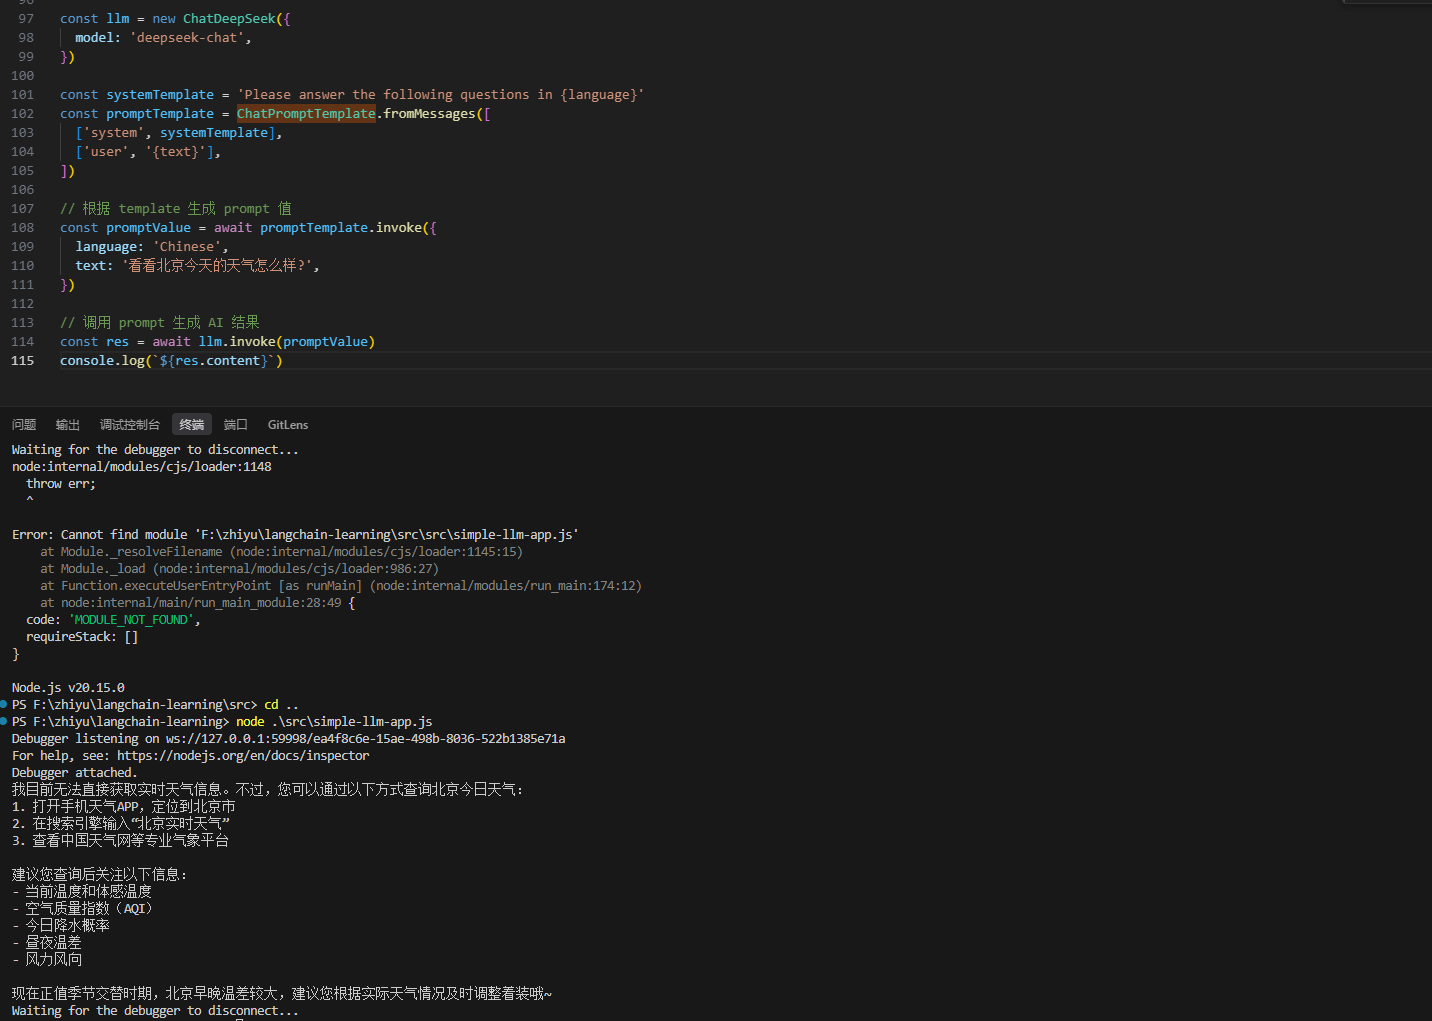 97 const llm = new ChatDeepSeek({
98   model: 'deepseek-chat',
99 })
100
101 const systemTemplate = 'Please answer the following questions in {language}'
102 const promptTemplate = ChatPromptTemplate.fromMessages([
103   ['system', systemTemplate],
104   ['user', '{text}'],
105 ])
106
107 // 根据 template 生成 prompt 值
108 const promptValue = await promptTemplate.invoke({
109   language: 'Chinese',
110   text: '看看北京今天的天气怎么样?',
111 })
112
113 // 调用 prompt 生成 AI 结果
114 const res = await llm.invoke(promptValue)
115 console.log(`${res.content}`)
问题 输出 调试控制台 终端 端口 GitLens
Waiting for the debugger to disconnect...
node:internal/modules/cjs/loader:1148
  throw err;
  ^
Error: Cannot find module 'F:\zhiyu\langchain-learning\src\src\simple-llm-app.js'
    at Module._resolveFilename (node:internal/modules/cjs/loader:1145:15)
    at Module._load (node:internal/modules/cjs/loader:986:27)
    at Function.executeUserEntryPoint [as runMain] (node:internal/modules/run_main:174:12)
    at node:internal/main/run_main_module:28:49 {
  code: 'MODULE_NOT_FOUND',
  requireStack: []
}
Node.js v20.15.0
PS F:\zhiyu\langchain-learning\src> cd ..
PS F:\zhiyu\langchain-learning> node .\src\simple-llm-app.js
Debugger listening on ws://127.0.0.1:59998/ea4f8c6e-15ae-498b-8036-522b1385e71a
For help, see: https://nodejs.org/en/docs/inspector
Debugger attached.
我目前无法直接获取实时天气信息。不过，您可以通过以下方式查询北京今日天气：
1. 打开手机天气APP，定位到北京市
2. 在搜索引擎输入“北京实时天气”
3. 查看中国天气网等专业气象平台
建议您查询后关注以下信息：
- 当前温度和体感温度
- 空气质量指数（AQI）
- 今日降水概率
- 昼夜温差
- 风力风向
现在正值季节交替时期，北京早晚温差较大，建议您根据实际天气情况及时调整着装哦~
Waiting for the debugger to disconnect...